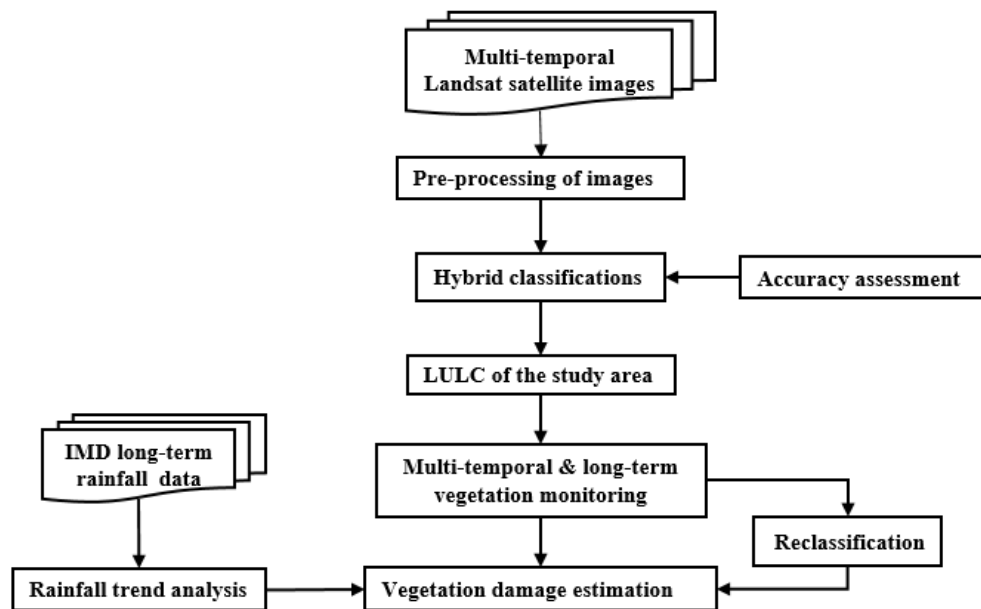 Multi-temporal
Landsat satellite images
Pre-processing of images
Hybrid classifications
Accuracy assessment
LULC of the study area
IMD long-term
rainfall data
Multi-temporal & long-term
vegetation monitoring
Reclassification
Rainfall trend analysis
Vegetation damage estimation